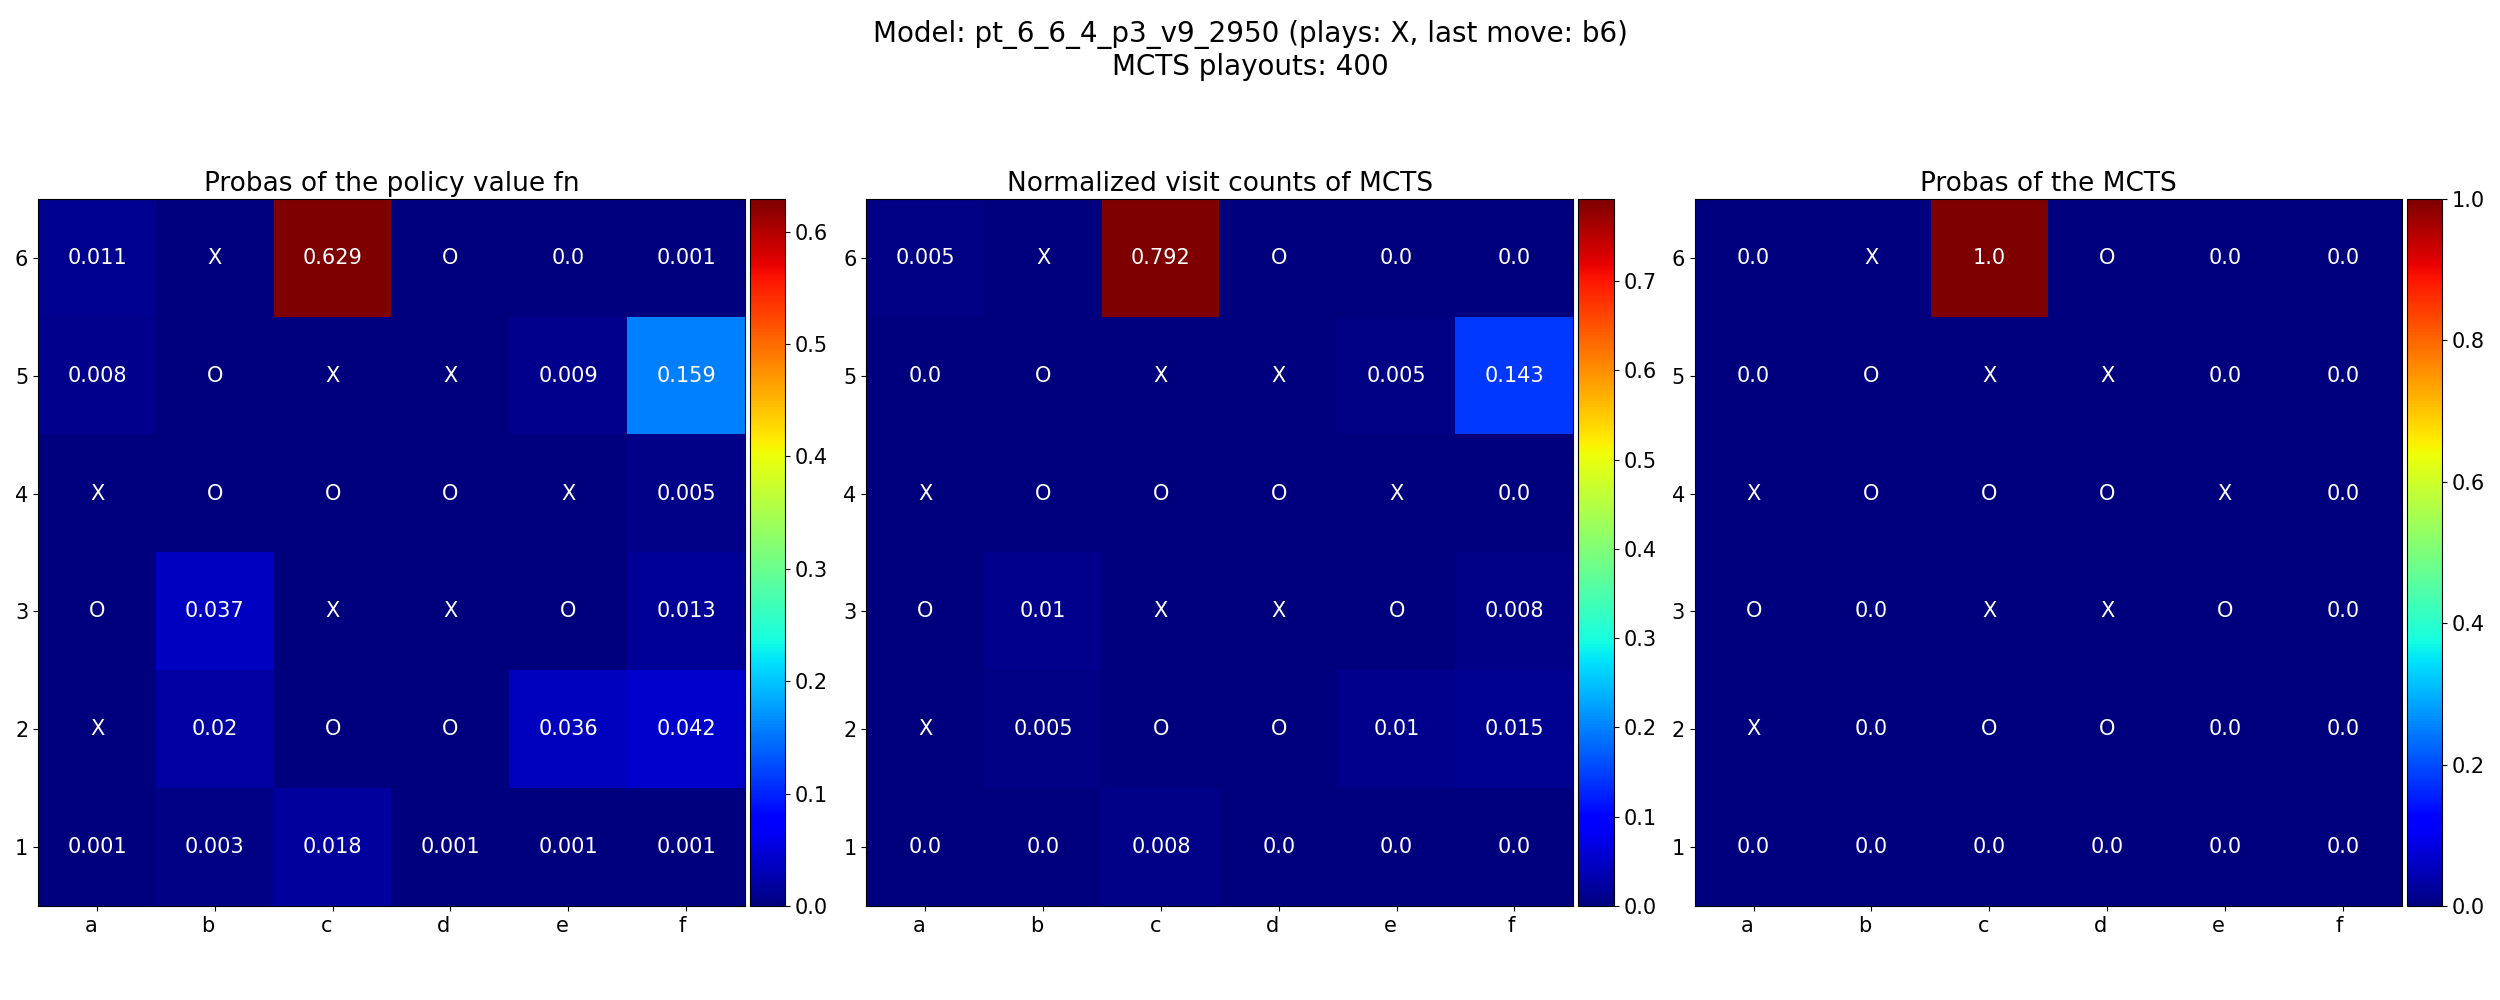 Model: pt_6_6_4_p3_v9_2950 (plays: X, last move: b6)
MCTS playouts: 400
Probas of the policy value fn
6 0.011 X 0.629 O 0.0 0.001
5 0.008 O X X 0.009 0.159
4 X O O O X 0.005
3 O 0.037 X X O 0.013
2 X 0.02 O O 0.036 0.042
1 0.001 0.003 0.018 0.001 0.001 0.001
a b c d e f
0.6
0.5
0.4
0.3
0.2
0.1
0.0
Normalized visit counts of MCTS
6 0.005 X 0.792 O 0.0 0.0
5 0.0 O X X 0.005 0.143
4 X O O O X 0.0
3 O 0.01 X X O 0.008
2 X 0.005 O O 0.01 0.015
1 0.0 0.0 0.008 0.0 0.0 0.0
a b c d e f
0.7
0.6
0.5
0.4
0.3
0.2
0.1
0.0
Probas of the MCTS
6 0.0 X 1.0 O 0.0 0.0
5 0.0 O X X 0.0 0.0
4 X O O O X 0.0
3 O 0.0 X X O 0.0
2 X 0.0 O O 0.0 0.0
1 0.0 0.0 0.0 0.0 0.0 0.0
a b c d e f
1.0
0.8
0.6
0.4
0.2
0.0